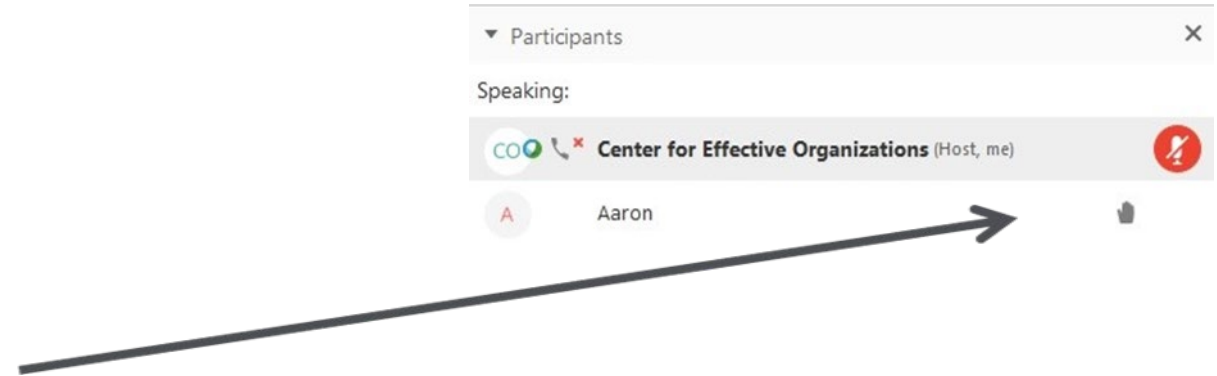 Participants
Speaking:
CO Center for Effective Organizations (Host, me)
A Aaron